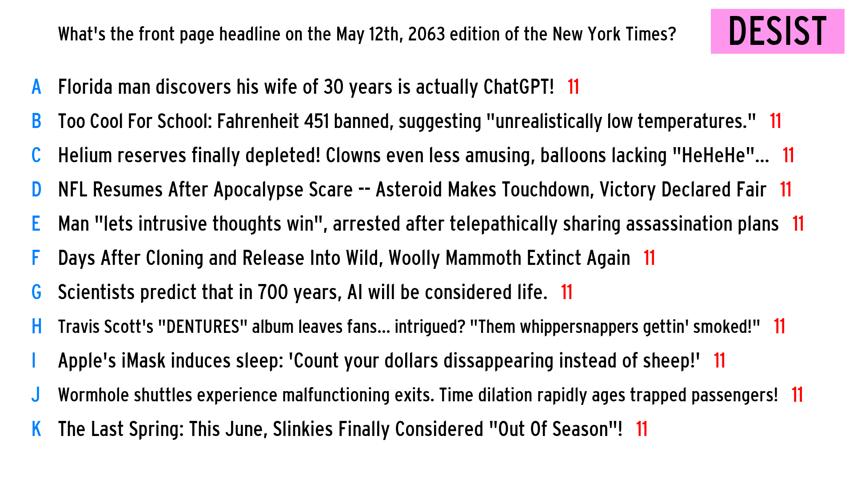 What's the front page headline on the May 12th, 2063 edition of the New York Times?
DESIST
A Florida man discovers his wife of 30 years is actually ChatGPT! 11
B Too Cool For School: Fahrenheit 451 banned, suggesting "unrealistically low temperatures." 11
C Helium reserves finally depleted! Clowns even less amusing, balloons lacking "HeHeHe"... 11
D NFL Resumes After Apocalypse Scare -- Asteroid Makes Touchdown, Victory Declared Fair 11
E Man "lets intrusive thoughts win", arrested after telepathically sharing assassination plans 11
F Days After Cloning and Release Into Wild, Woolly Mammoth Extinct Again 11
G Scientists predict that in 700 years, AI will be considered life. 11
H Travis Scott's "DENTURES" album leaves fans... intrigued? "Them whippersnappers gettin' smoked!" 11
I Apple's iMask induces sleep: 'Count your dollars dissappearing instead of sheep!' 11
J Wormhole shuttles experience malfunctioning exits. Time dilation rapidly ages trapped passengers! 11
K The Last Spring: This June, Slinkies Finally Considered "Out Of Season"! 11